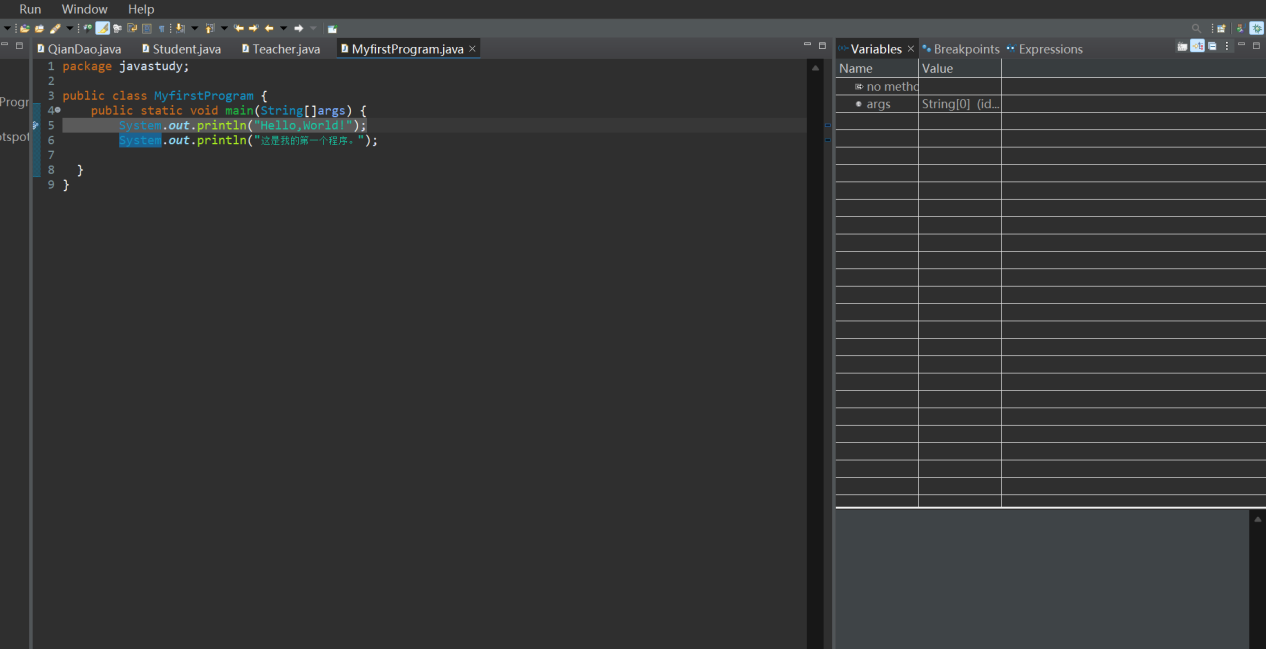 Run Window Help
QianDao.java Student.java Teacher.java MyfirstProgram.java
Variables Breakpoints Expressions
Name Value
no metho
args String[0] (id...
Progr
otspot
1 package javastudy;
2
3 public class MyfirstProgram {
4 public static void main(String[]args) {
5 System.out.println("Hello,World!");
6 System.out.println("这是我的第一个程序。");
7
8 }
9 }